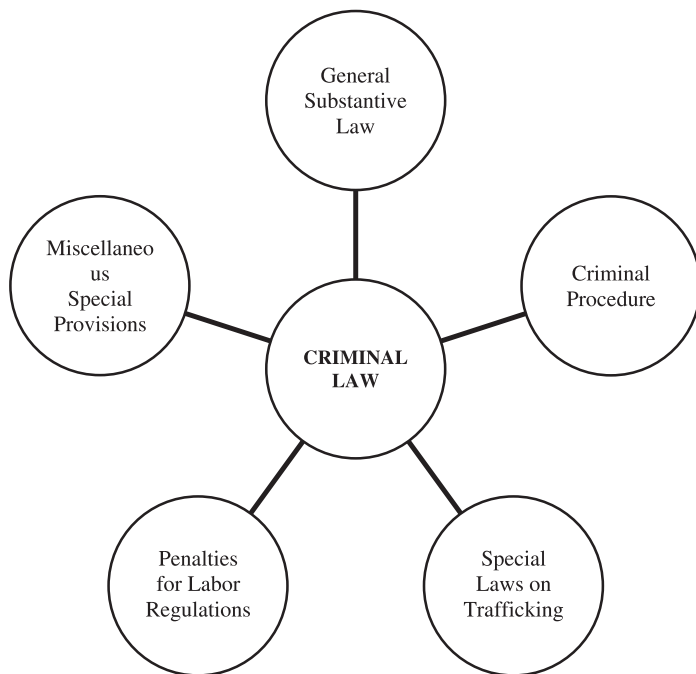 General
Substantive
Law
Miscellaneo
us
Special
Provisions
Criminal
Procedure
CRIMINAL
LAW
Penalties
for Labor
Regulations
Special
Laws on
Trafficking